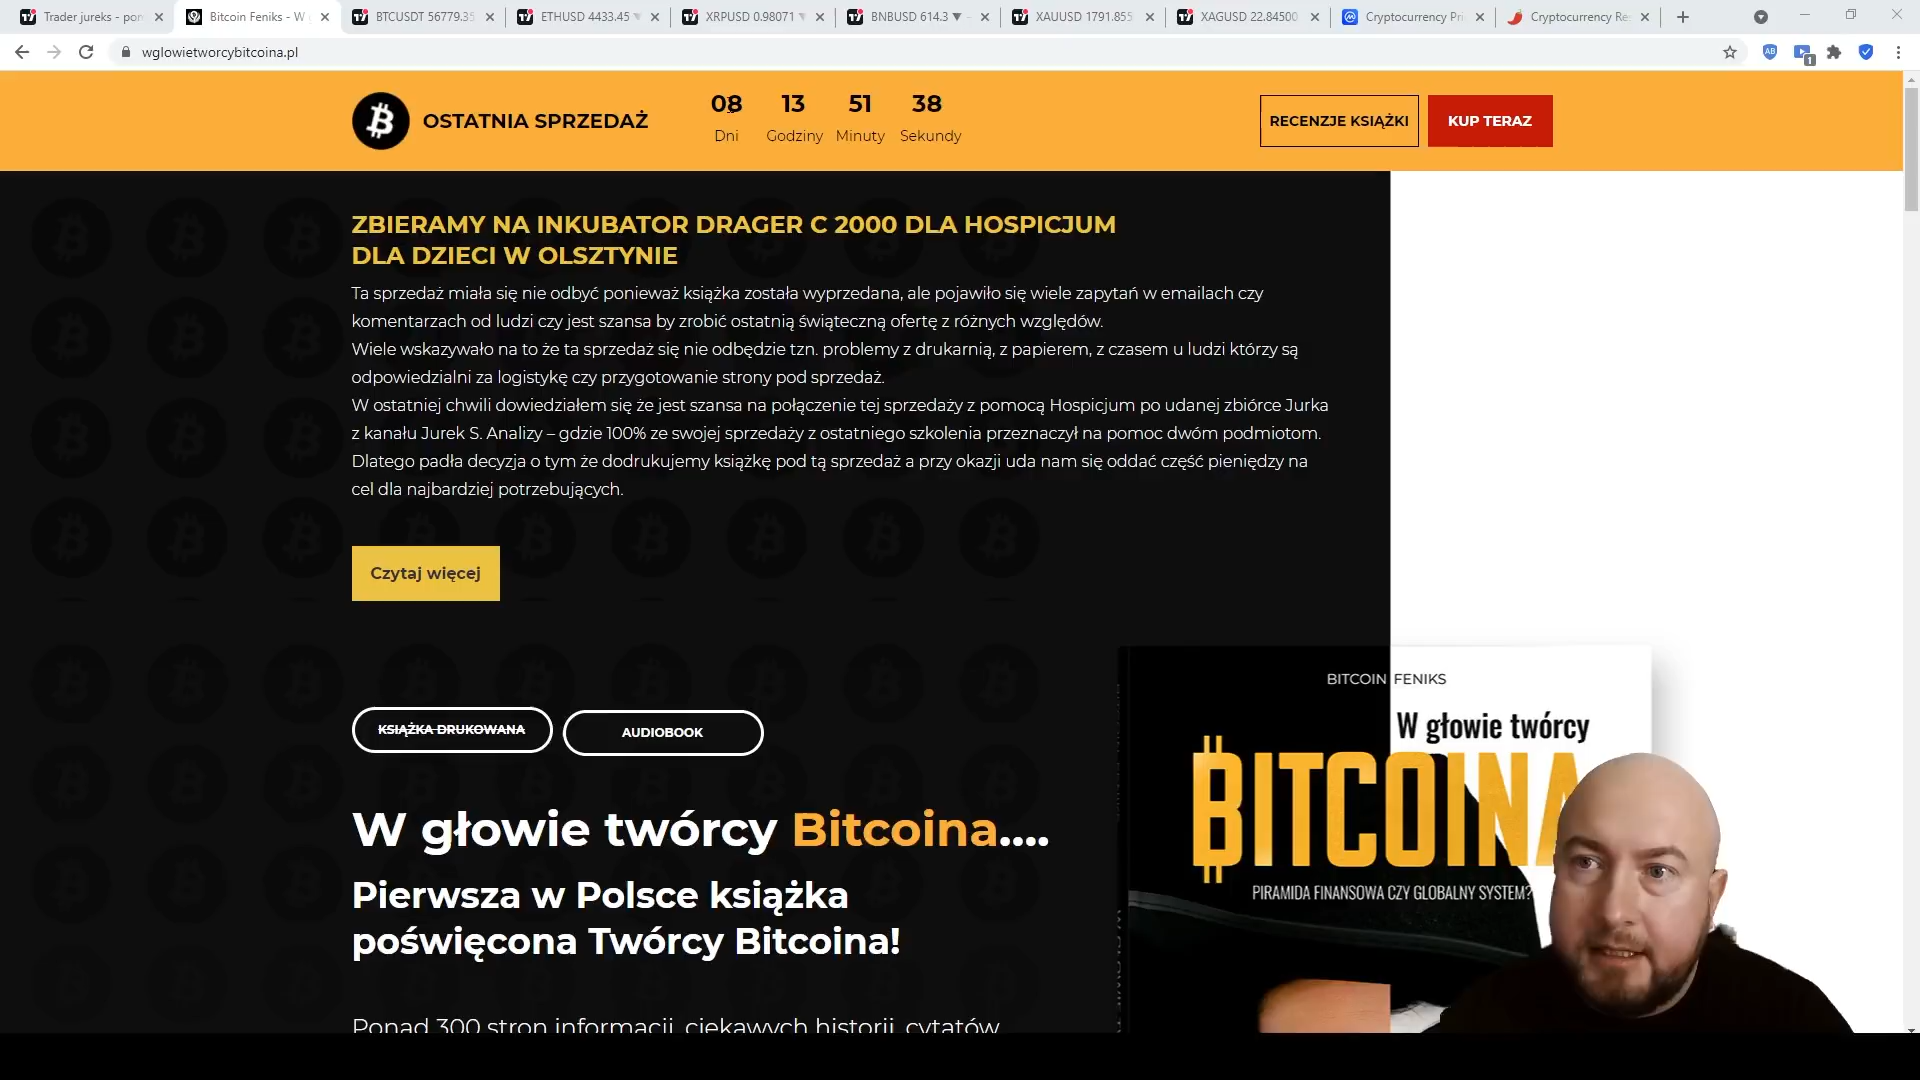 Trader jureks - por
Bitcoin Feniks - W
BTCUSDT 56779.35
ETHUSD 4433.45
XRPUSD 0.98071
BNBUSD 614.3
XAUUSD 1791.855
XAGUSD 22.84500
Cryptocurrency Pri
Cryptocurrency Re
wglowietworcybitcoina.pl
OSTATNIA SPRZEDAŻ
08 13 51 38
Dni Godziny Minuty Sekundy
RECENZJE KSIĄŻKI
KUP TERAZ
ZBIERAMY NA INKUBATOR DRAGER C 2000 DLA HOSPICJUM
DLA DZIECI W OLSZTYNIE
Ta sprzedaż miała się nie odbyć ponieważ książka została wyprzedana, ale pojawiło się wiele zapytań w emailach czy
komentarzach od ludzi czy jest szansa by zrobić ostatnią świąteczną ofertę z różnych względów.
Wiele wskazywało na to że ta sprzedaż się nie odbędzie tzn. problemy z drukarnią, z papierem, z czasem u ludzi którzy są
odpowiedzialni za logistykę czy przygotowanie strony pod sprzedaż.
W ostatniej chwili dowiedziałem się że jest szansa na połączenie tej sprzedaży z pomocą Hospicjum po udanej zbiórce Jurka
z kanału Jurek S. Analizy – gdzie 100% ze swojej sprzedaży z ostatniego szkolenia przeznaczył na pomoc dwóm podmiotom.
Dlatego padła decyzja o tym że dodrukujemy książkę pod tą sprzedaż a przy okazji uda nam się oddać część pieniędzy na
cel dla najbardziej potrzebujących.
Czytaj więcej
KSIĄŻKA DRUKOWANA
AUDIOBOOK
W głowie twórcy Bitcoina....
Pierwsza w Polsce książka
poświęcona Twórcy Bitcoina!
Ponad 300 stron informacji, ciekawych historii, cytatów
BITCOIN FENIKS
W głowie twórcy
BITCOINA
PIRAMIDA FINANSOWA CZY GLOBALNY SYSTEM?